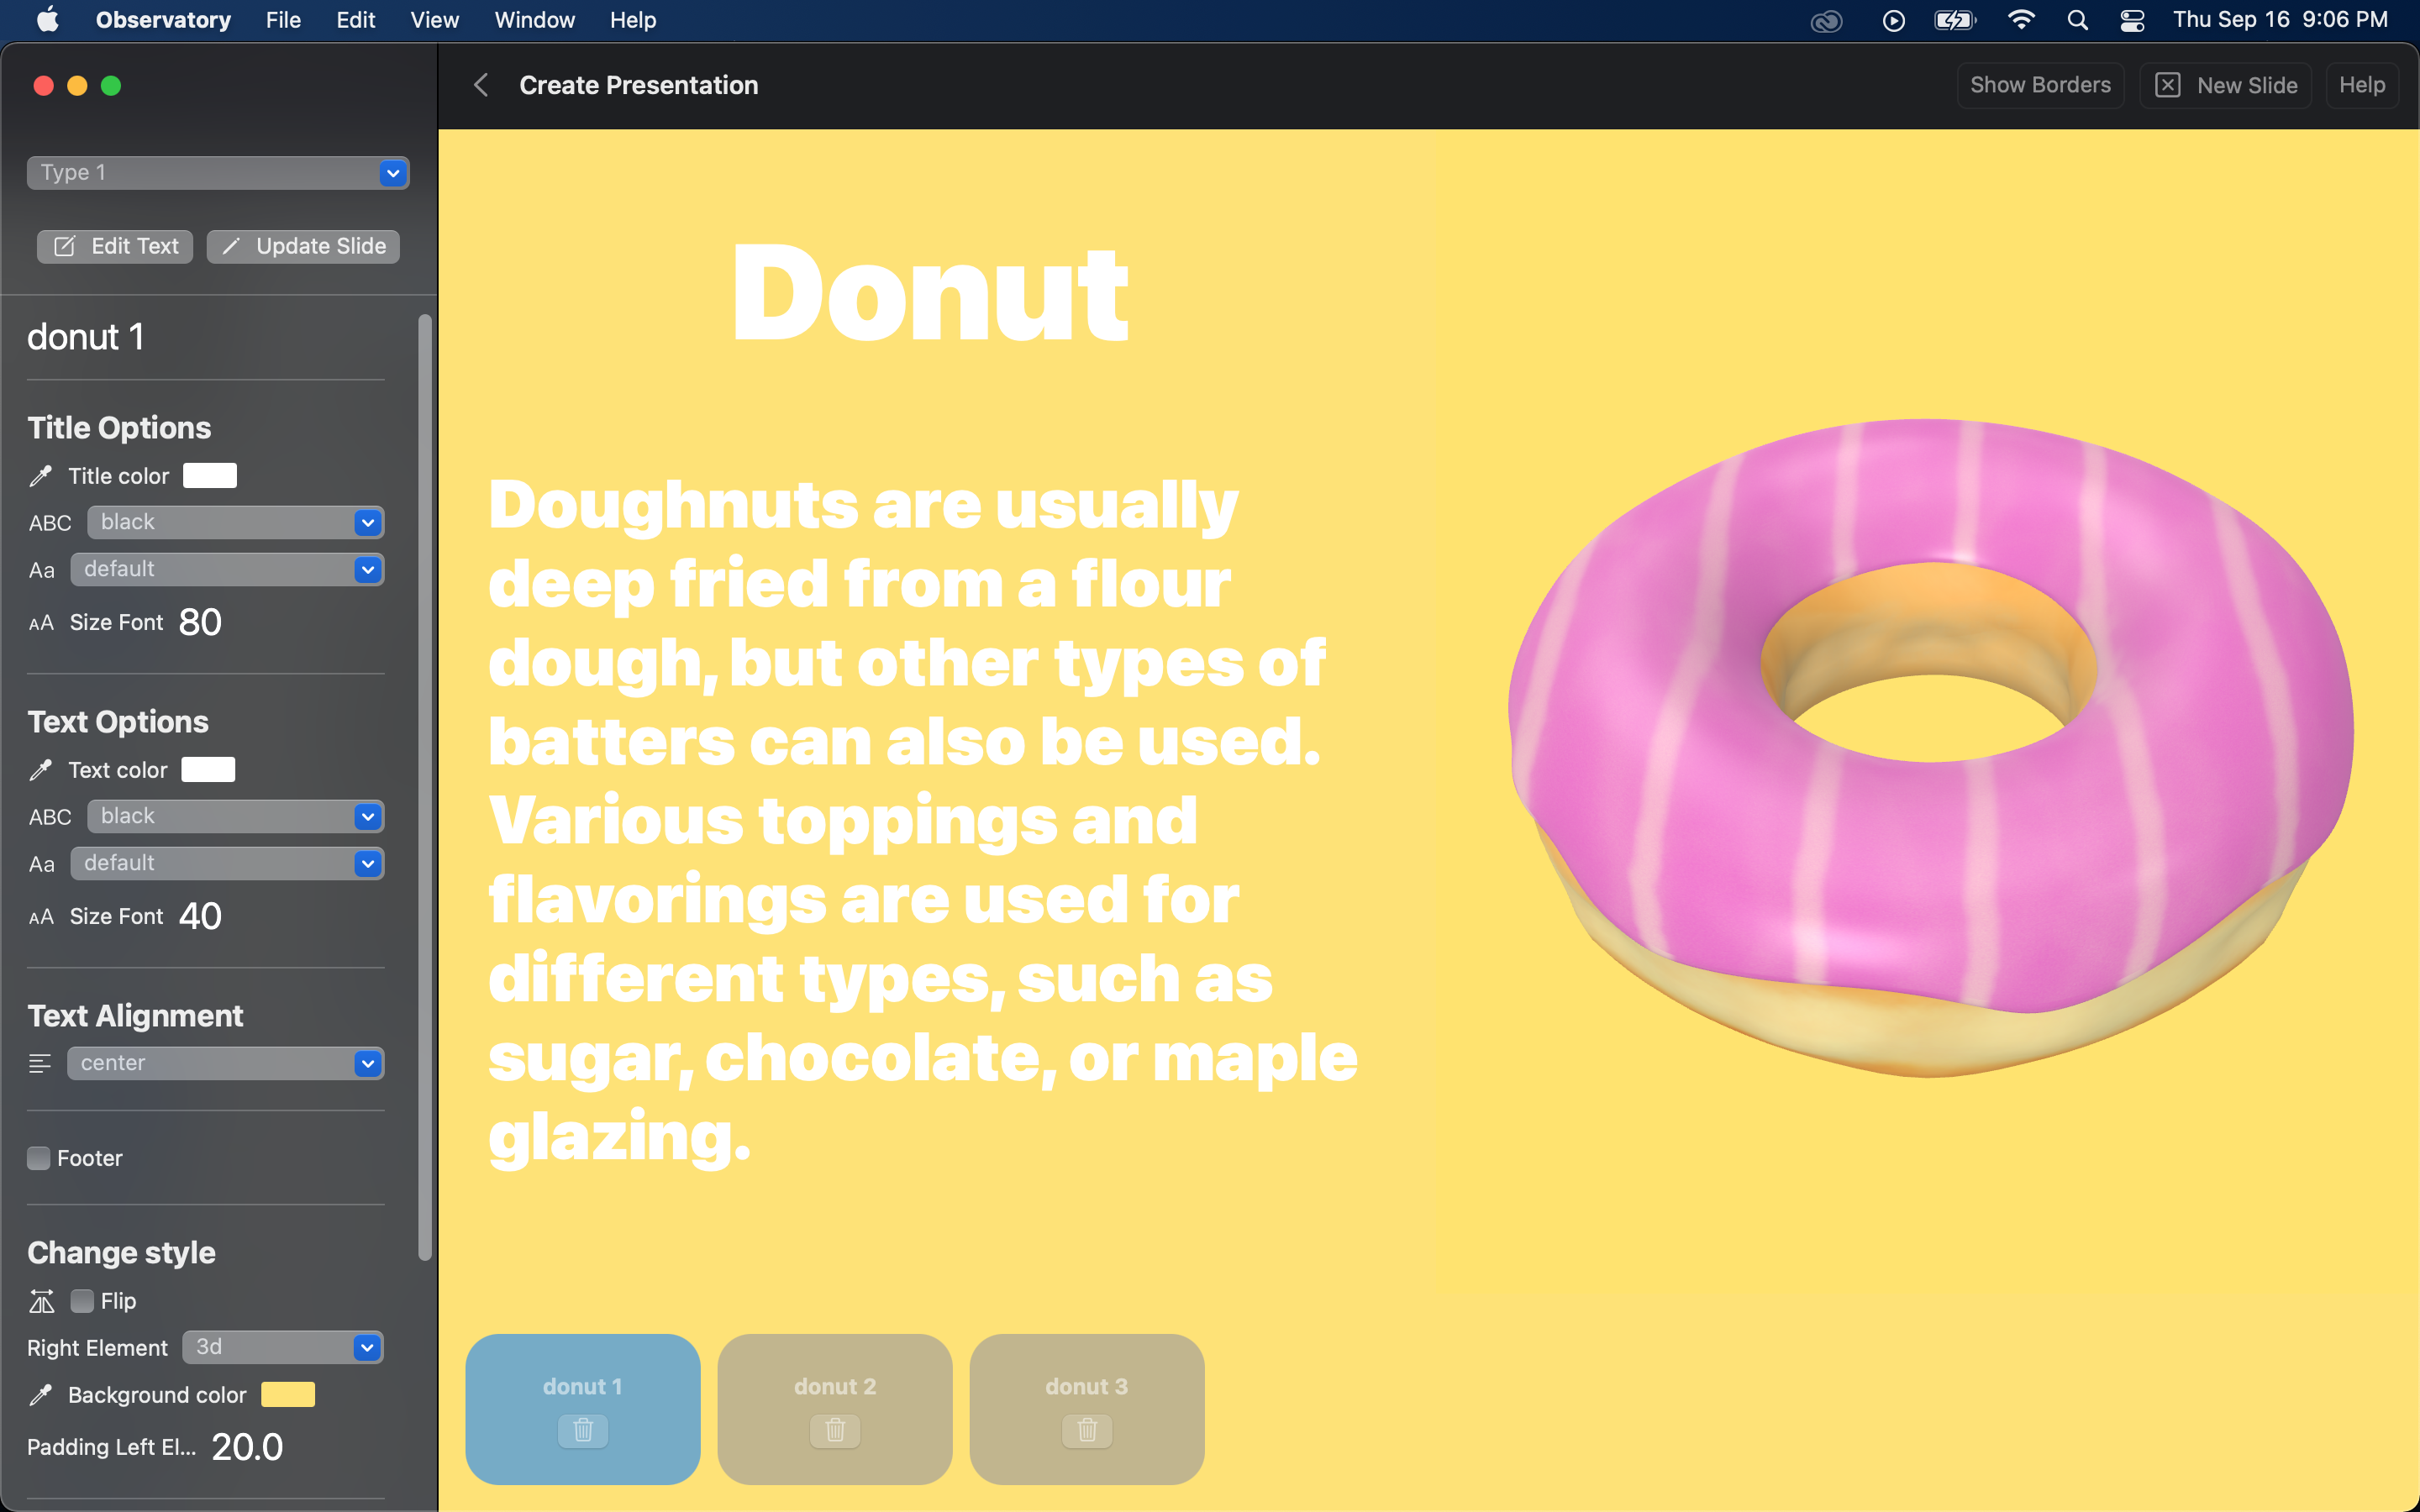 Observatory File Edit View Window Help Thu Sep 16 9:06 PM
Create Presentation Show Borders New Slide Help
Type 1
Edit Text Update Slide
donut 1
Title Options
Title color
ABC black
Aa default
AA Size Font 80
Text Options
Text color
ABC black
Aa default
AA Size Font 40
Text Alignment
center
Footer
Change style
Flip
Right Element 3d
Background color
Padding Left El... 20.0
Donut
Doughnuts are usually
deep fried from a flour
dough, but other types of
batters can also be used.
Various toppings and
flavorings are used for
different types, such as
sugar, chocolate, or maple
glazing.
donut 1 donut 2 donut 3